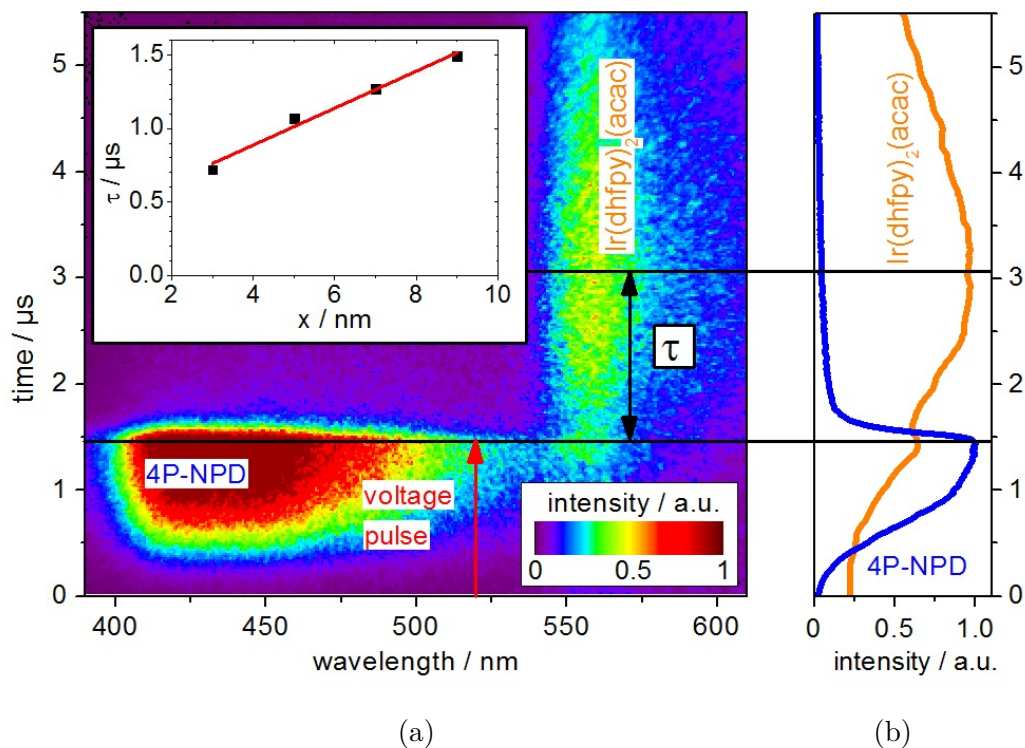 5
4
3
2
1
0
time / µs
1.5
1.0
0.5
0.0
τ / µs
2 4 6 8 10
x / nm
Ir(dhfpy)₂(acac)
τ
4P-NPD
voltage
pulse
intensity / a.u.
0 0.5 1
400 450 500 550 600
wavelength / nm
(a)
Ir(dhfpy)₂(acac)
4P-NPD
5
4
3
2
1
0
0 0.5 1.0
intensity / a.u.
(b)